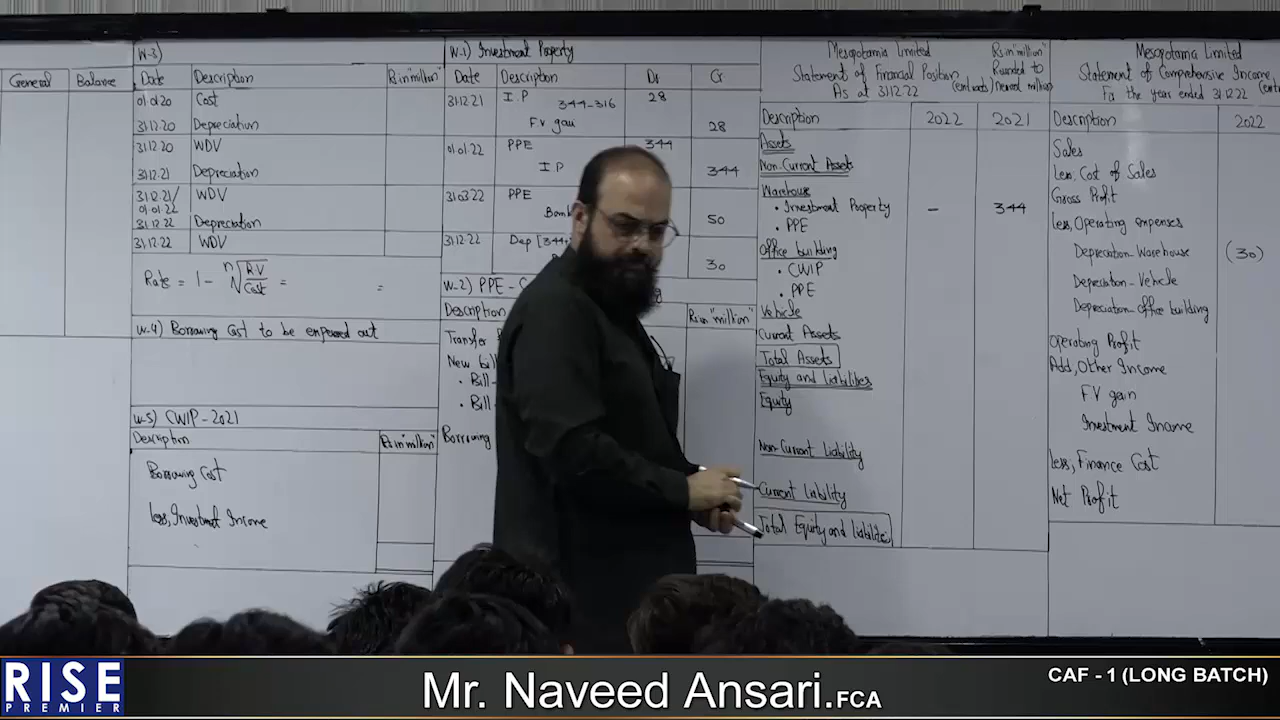 General Balance
W-3)
Date Description Rs in "million"
01.01.20 Cost
31.12.20 Depreciation
31.12.20 WDV
31.12.21 Depreciation
31.12.21/ 01.01.22 WDV
31.12.22 Depreciation
31.12.22 WDV
Rate = 1 - n√RV/Cost = =
W-4) Borrowing Cost to be expensed out
W-5) CWIP-2021
Description Rs in "million"
Borrowing Cost
Less, Investment Income
W-1) Investment Property
Date Description Dr Cr
31.12.21 I.P 344-316 28
FV gain 28
01.01.22 PPE 344
I.P 344
31.03.22 PPE
Bank 50
31.12.22 Dep [344+
30
W-2) PPE -
Description Rs in "million"
Transfer
New
• Bill-
• Bill-
Borrowing
Mesopotamia Limited
Statement of Financial Position
As at 31.12.22 (extracts)
Rs in "million"
Rounded to
nearest million
Description 2022 2021
Assets
Non-Current Assets
Warehouse
• Investment Property - 344
• PPE
Office building
• CWIP
• PPE
Vehicle
Current Assets
Total Assets
Equity and Liabilities
Equity
Non-Current Liability
Current Liability
Total Equity and Liabilities
Mesopotamia Limited
Statement of Comprehensive Income
For the year ended 31.12.22
Description 2022
Sales
Less, Cost of Sales
Gross Profit
Less, Operating expenses
Depreciation-Warehouse (30)
Depreciation-Vehicle
Depreciation-Office building
Operating Profit
Add, Other Income
FV gain
Investment Income
Less, Finance Cost
Net Profit
RISE
PREMIER
Mr. Naveed Ansari.FCA
CAF - 1 (LONG BATCH)